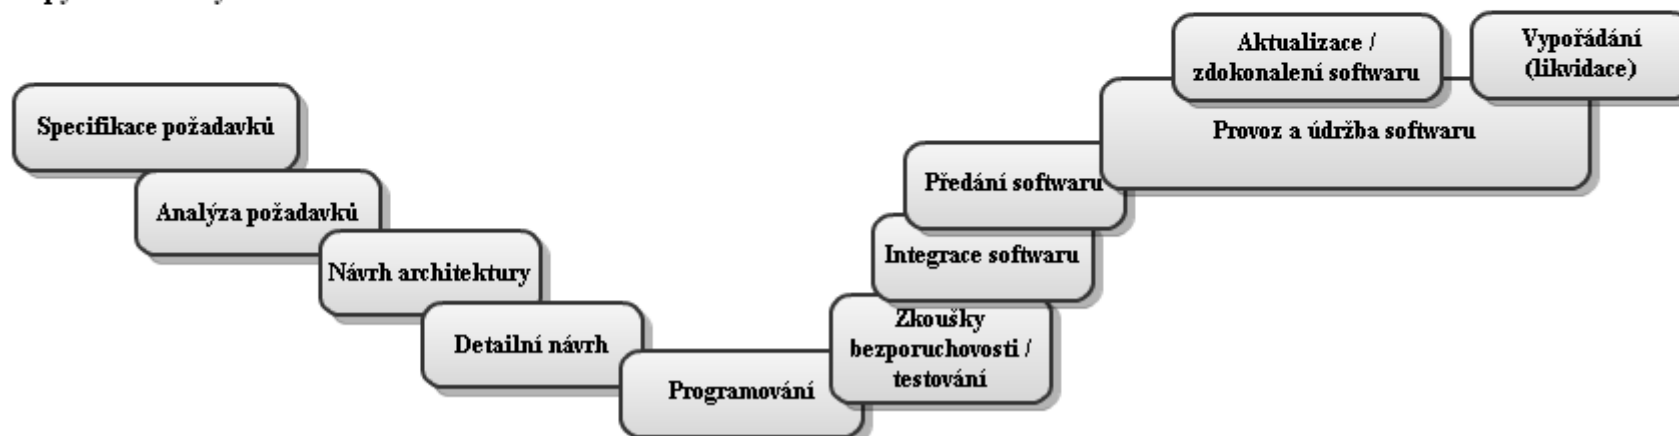 Specifikace požadavků
Analýza požadavků
Návrh architektury
Detailní návrh
Programování
Zkoušky
bezporuchovosti /
testování
Integrace softwaru
Předání softwaru
Provoz a údržba softwaru
Aktualizace /
zdokonalení softwaru
Vypořádání
(likvidace)